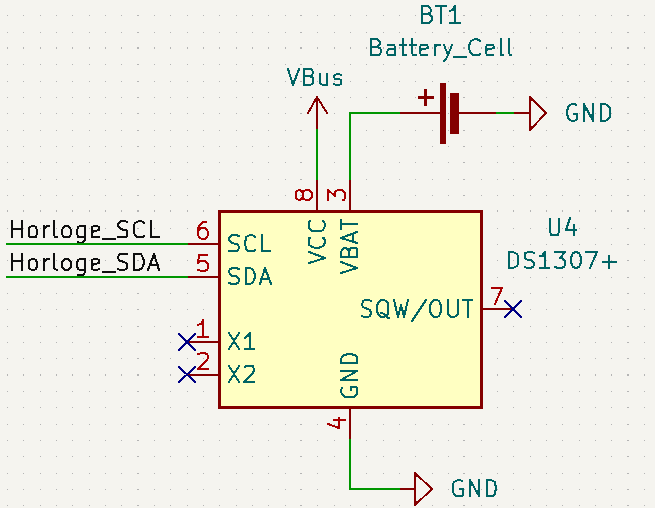 BT1
Battery_Cell
VBus
+
GND
8
3
Horloge_SCL
6
SCL
VCC
VBAT
U4
DS1307+
Horloge_SDA
5
SDA
SQW/OUT
7
1
X1
2
X2
GND
4
GND